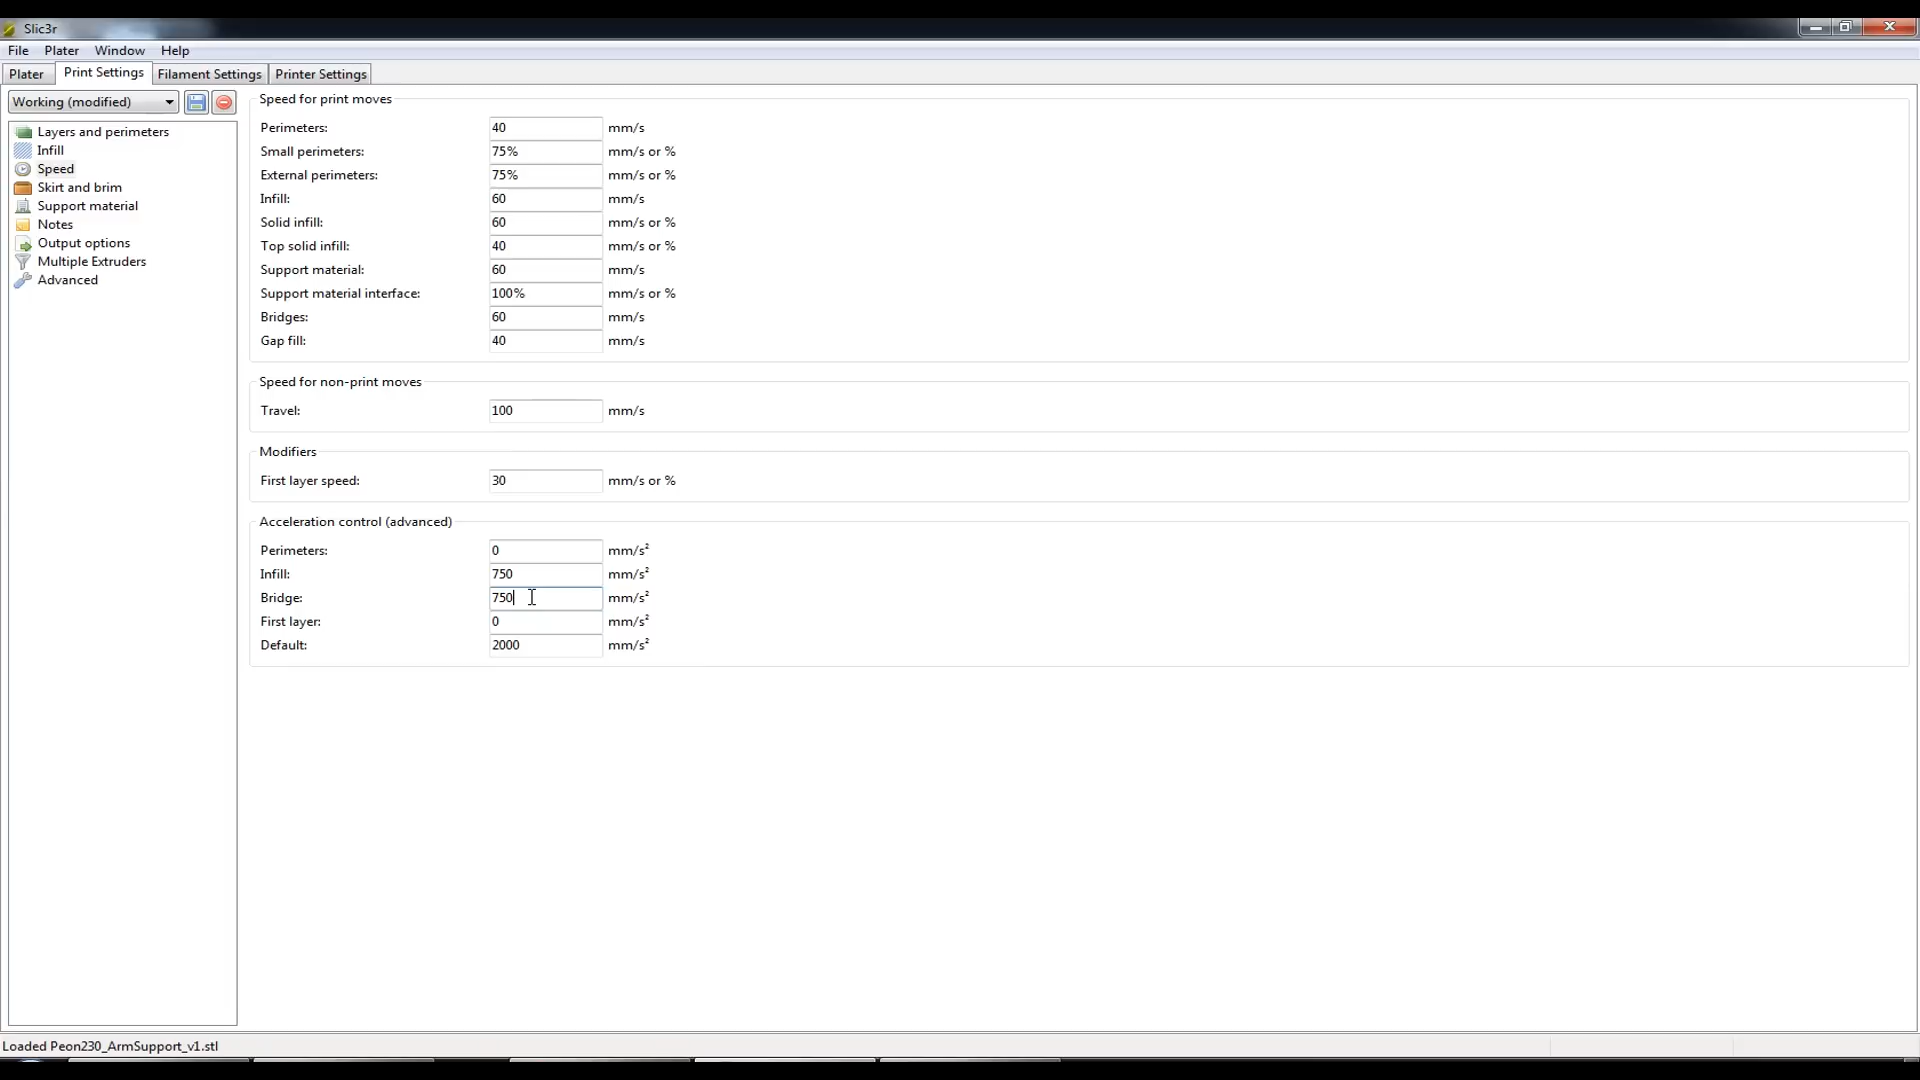 Slic3r
File Plater Window Help
Plater Print Settings Filament Settings Printer Settings
Working (modified)
Layers and perimeters
Infill
Speed
Skirt and brim
Support material
Notes
Output options
Multiple Extruders
Advanced
Speed for print moves
Perimeters: 40 mm/s
Small perimeters: 75% mm/s or %
External perimeters: 75% mm/s or %
Infill: 60 mm/s
Solid infill: 60 mm/s or %
Top solid infill: 40 mm/s or %
Support material: 60 mm/s
Support material interface: 100% mm/s or %
Bridges: 60 mm/s
Gap fill: 40 mm/s
Speed for non-print moves
Travel: 100 mm/s
Modifiers
First layer speed: 30 mm/s or %
Acceleration control (advanced)
Perimeters: 0 mm/s²
Infill: 750 mm/s²
Bridge: 750 mm/s²
First layer: 0 mm/s²
Default: 2000 mm/s²
Loaded Peon230_ArmSupport_v1.stl